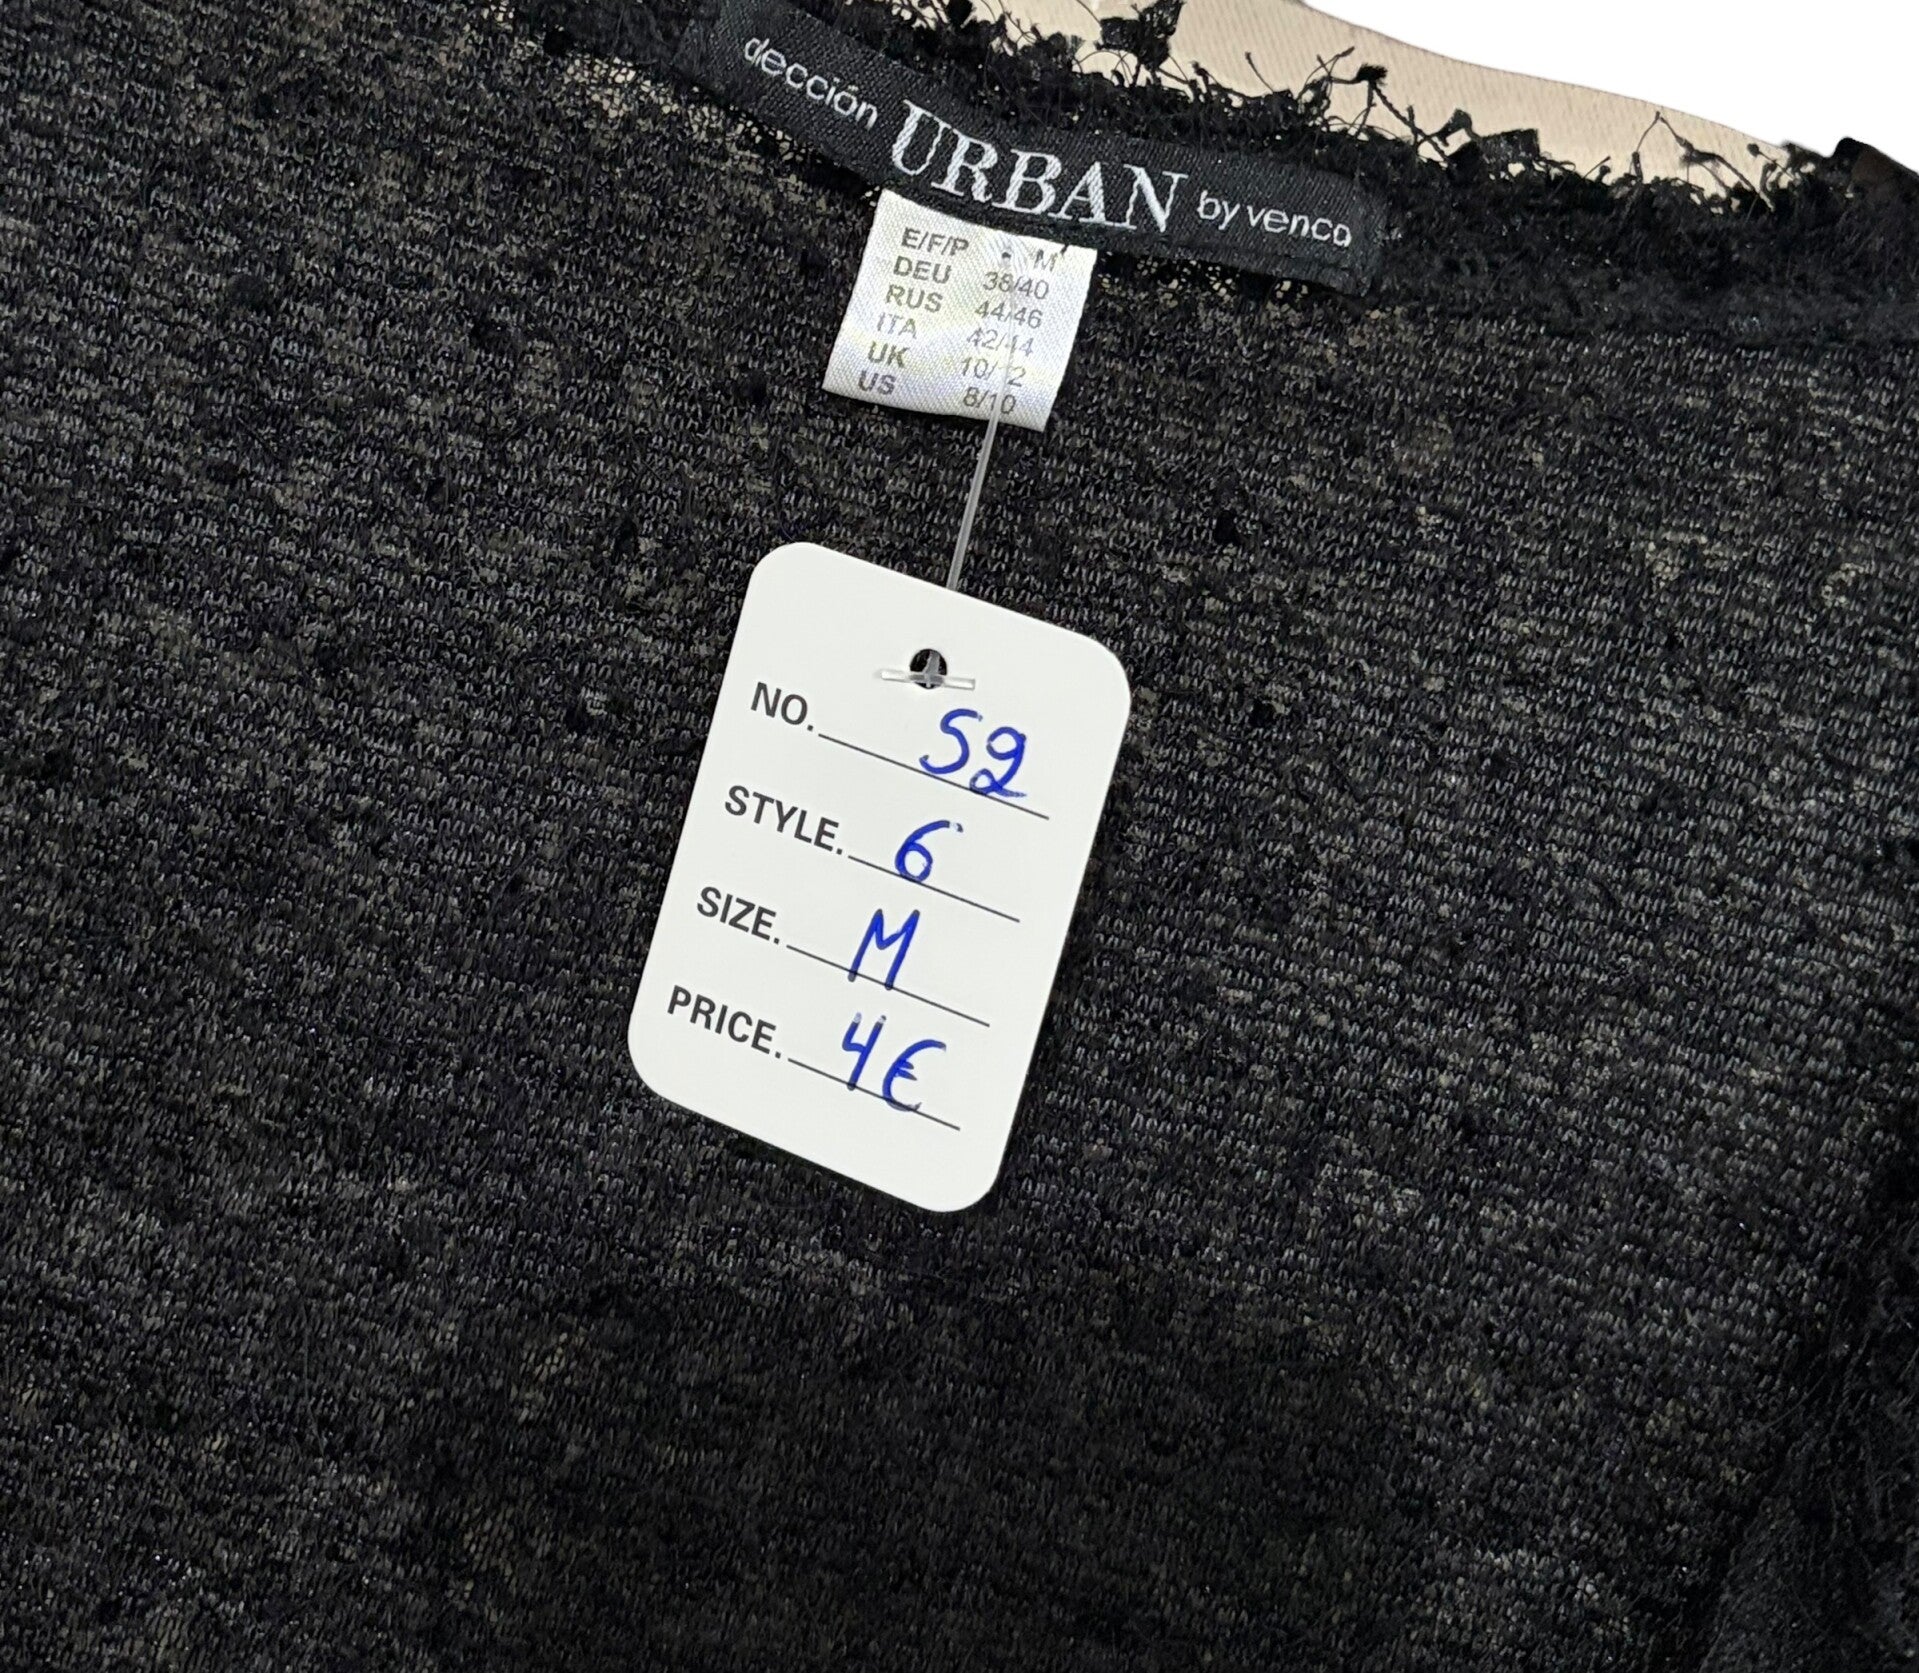 dección URBAN by venca
E/F/P M
DEU 38/40
RUS 44/46
ITA 42/44
UK 10/12
US 8/10
NO. 52
STYLE. 6
SIZE. M
PRICE. 4€